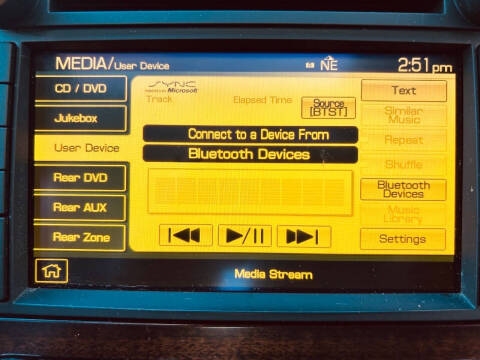 MEDIA/User Device
NE
2:51pm
CD / DVD
Jukebox
User Device
Rear DVD
Rear AUX
Rear Zone
SYNC
POWERED BY Microsoft
Track
Elapsed Time
Source
[BTST]
Connect to a Device From
Bluetooth Devices
Text
Similar
Music
Repeat
Shuffle
Bluetooth
Devices
Music
Library
Settings
Media Stream